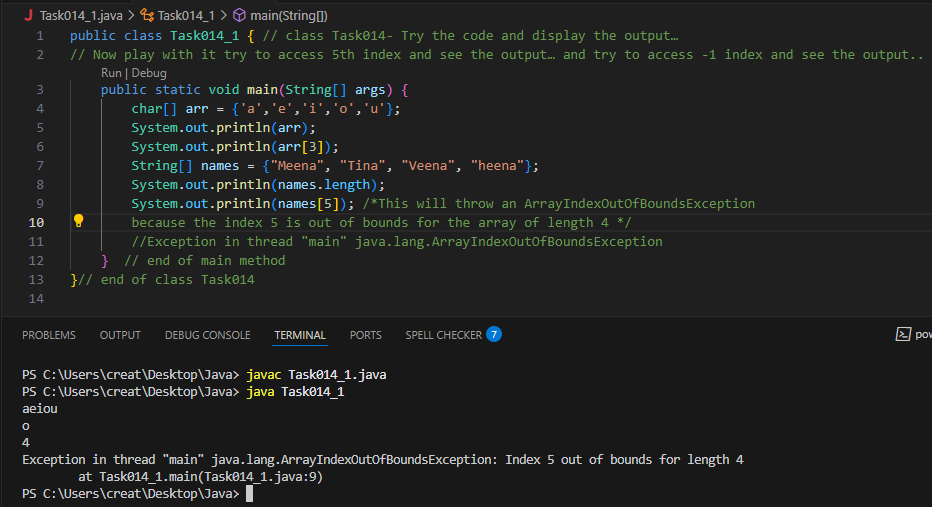 Task014_1.java > Task014_1 > main(String[])
1 public class Task014_1 { // class Task014- Try the code and display the output…
2 // Now play with it try to access 5th index and see the output… and try to access -1 index and see the output..
Run | Debug
3 public static void main(String[] args) {
4 char[] arr = {'a','e','i','o','u'};
5 System.out.println(arr);
6 System.out.println(arr[3]);
7 String[] names = {"Meena", "Tina", "Veena", "heena"};
8 System.out.println(names.length);
9 System.out.println(names[5]); /*This will throw an ArrayIndexOutOfBoundsException
10 because the index 5 is out of bounds for the array of length 4 */
11 //Exception in thread "main" java.lang.ArrayIndexOutOfBoundsException
12 } // end of main method
13 }// end of class Task014
14
PROBLEMS OUTPUT DEBUG CONSOLE TERMINAL PORTS SPELL CHECKER 7
PS C:\Users\creat\Desktop\Java> javac Task014_1.java
PS C:\Users\creat\Desktop\Java> java Task014_1
aeiou
o
4
Exception in thread "main" java.lang.ArrayIndexOutOfBoundsException: Index 5 out of bounds for length 4
at Task014_1.main(Task014_1.java:9)
PS C:\Users\creat\Desktop\Java>